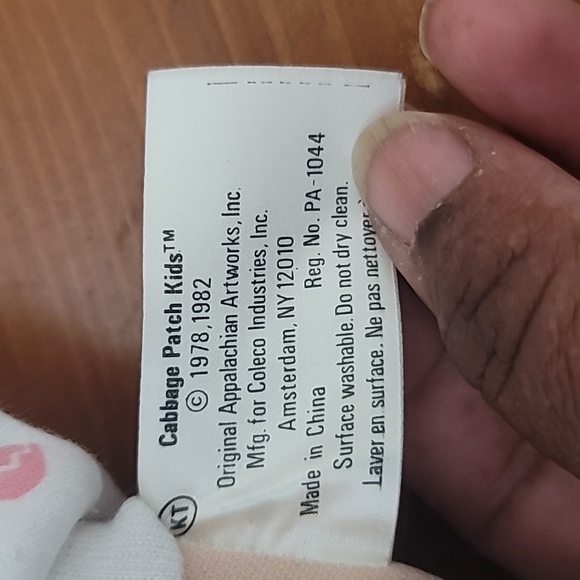 Cabbage Patch Kids™
© 1978,1982
Original Appalachian Artworks, Inc.
Mfg. for Coleco Industries, Inc.
Amsterdam, NY 12010
Made in China Reg. No. PA-1044
Surface washable. Do not dry clean.
Laver en surface. Ne pas nettoyer
KT